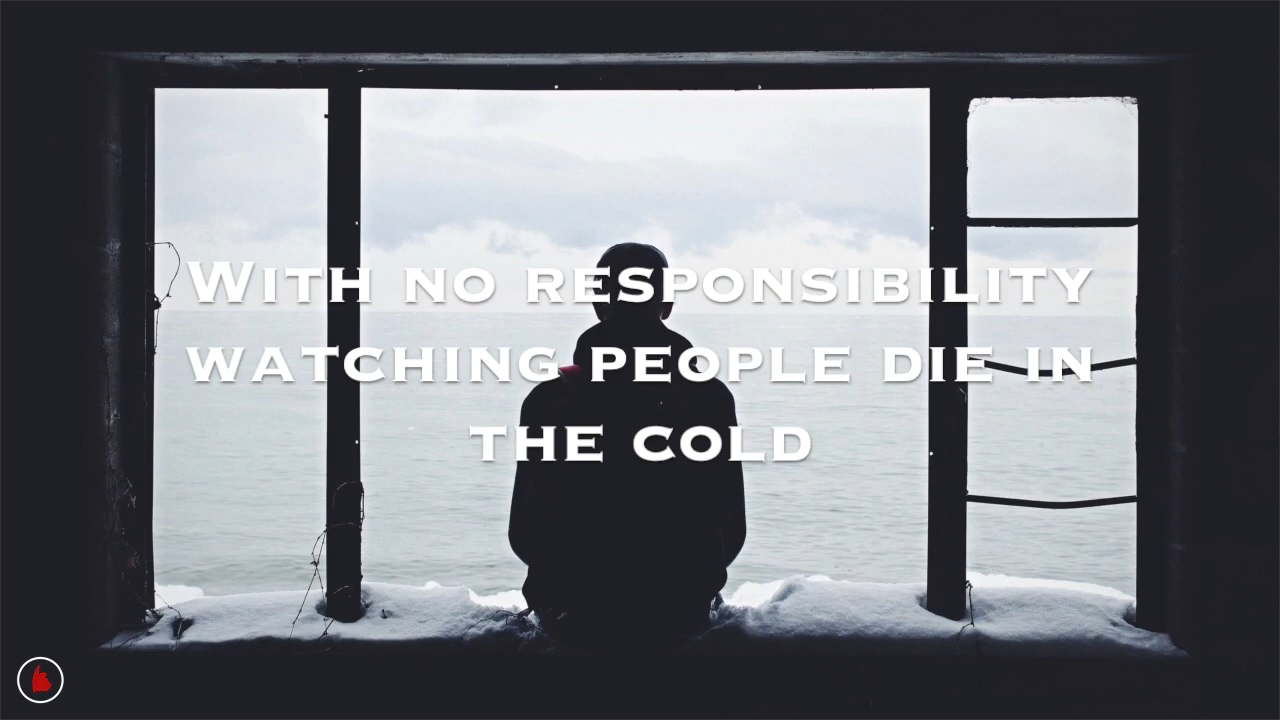 With no responsibility
watching people die in
the cold